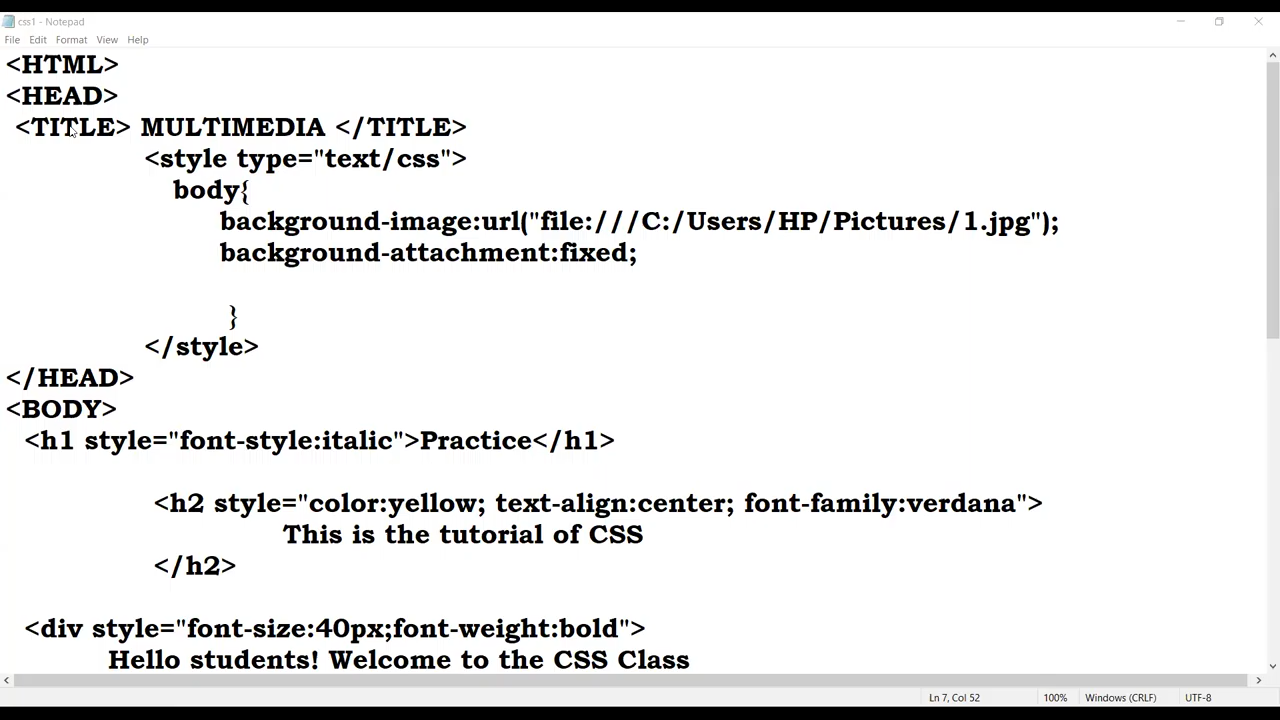 css1 - Notepad
File Edit Format View Help
<HTML>
<HEAD>
<TITLE> MULTIMEDIA </TITLE>
<style type="text/css">
body{
background-image:url("file:///C:/Users/HP/Pictures/1.jpg");
background-attachment:fixed;
}
</style>
</HEAD>
<BODY>
<h1 style="font-style:italic">Practice</h1>
<h2 style="color:yellow; text-align:center; font-family:verdana">
This is the tutorial of CSS
</h2>
<div style="font-size:40px;font-weight:bold">
Hello students! Welcome to the CSS Class
Ln 7, Col 52 100% Windows (CRLF) UTF-8